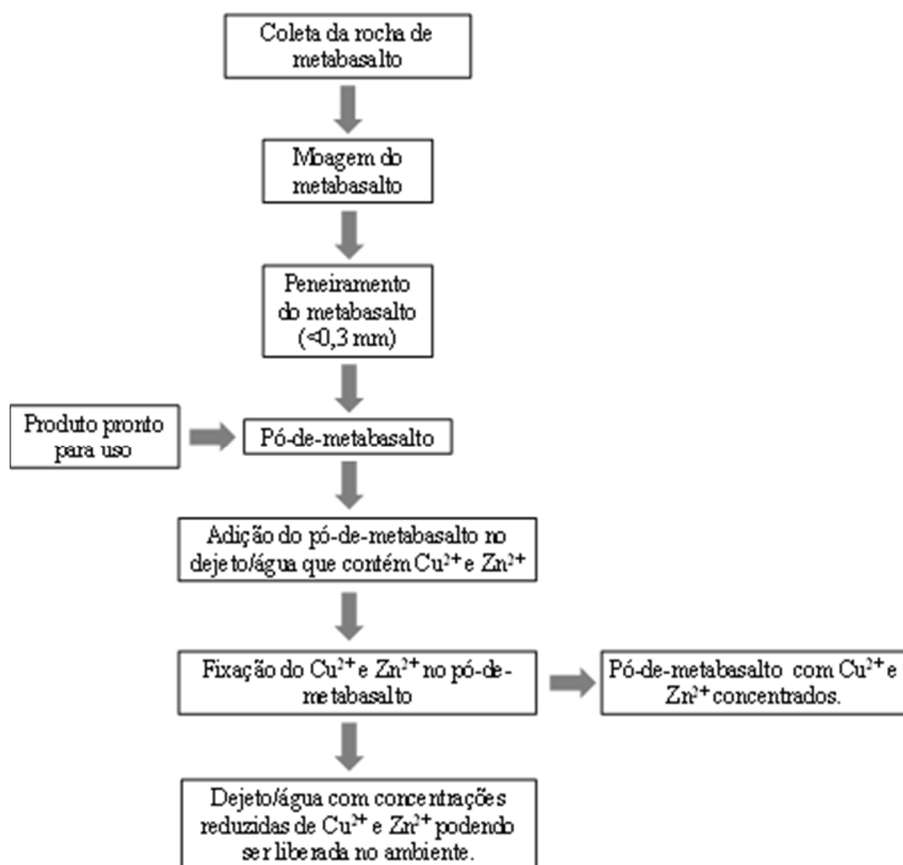 Coleta da rocha de
metabasalto
Moagem do
metabasalto
Peneiramento
do metabasalto
(<0,3 mm)
Produto pronto
para uso
Pó-de-metabasalto
Adição do pó-de-metabasalto no
dejeto/água que contém Cu²⁺ e Zn²⁺
Fixação do Cu²⁺ e Zn²⁺ no pó-de-
metabasalto
Pó-de-metabasalto com Cu²⁺ e
Zn²⁺ concentrados.
Dejeto/água com concentrações
reduzidas de Cu²⁺ e Zn²⁺ podendo
ser liberada no ambiente.